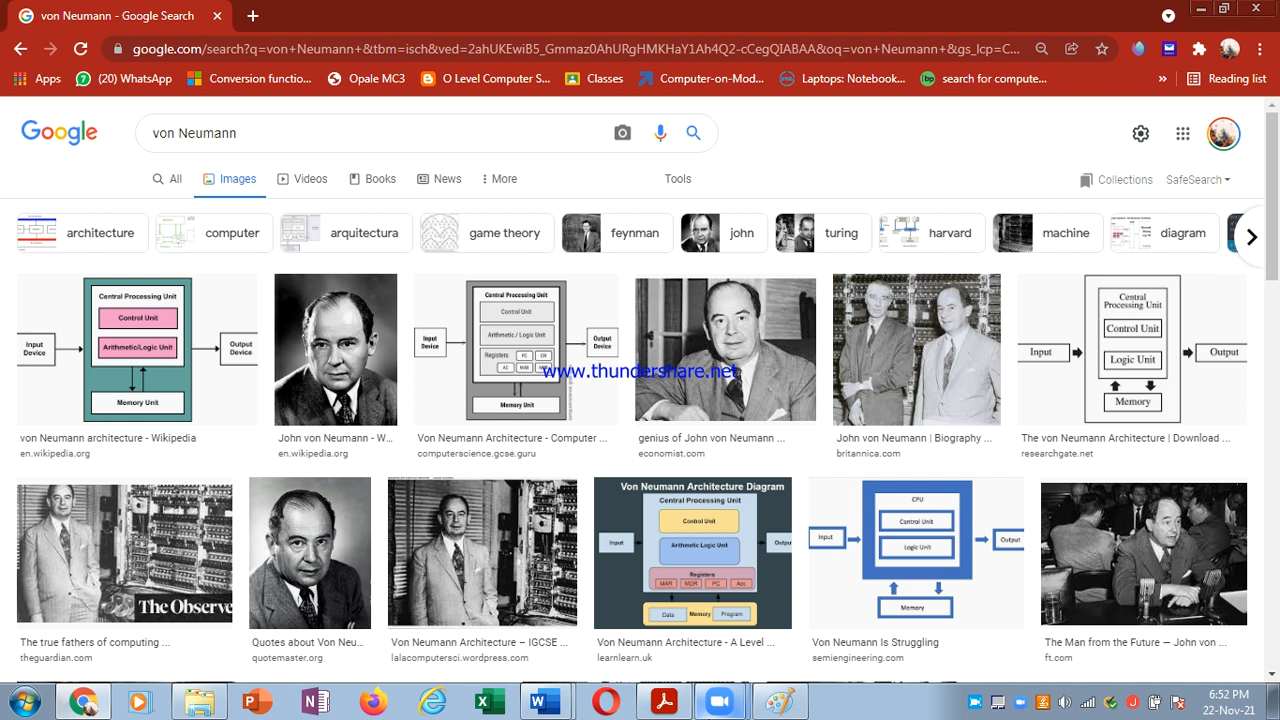 von Neumann - Google Search
google.com/search?q=von+Neumann+&tbm=isch&ved=2ahUKEwiB5_Gmmaz0AhURgHMKHaY1Ah4Q2-cCegQIABAA&oq=von+Neumann+&gs_lcp=C...
Apps (20) WhatsApp Conversion functio... Opale MC3 O Level Computer S... Classes Computer-on-Mod... Laptops: Notebook... bp search for compute... » Reading list
Google von Neumann
All Images Videos Books News More Tools Collections SafeSearch
architecture computer arquitectura game theory feynman john turing harvard machine diagram
Central Processing Unit
Control Unit
Arithmetic/Logic Unit
Input Device
Output Device
Memory Unit
Central Processing Unit
Control Unit
Arithmetic / Logic Unit
Registers PC CIR
AC MAR
Input Device
Output Device
Memory Unit
www.thundershare.net
Central Processing Unit
Control Unit
Logic Unit
Input
Output
Memory
von Neumann architecture - Wikipedia
en.wikipedia.org
John von Neumann - W...
en.wikipedia.org
Von Neumann Architecture - Computer ...
computerscience.gcse.guru
genius of John von Neumann ...
economist.com
John von Neumann | Biography ...
britannica.com
The von Neumann Architecture | Download ...
researchgate.net
The Observe
Von Neumann Architecture Diagram
Central Processing Unit
Control Unit
Input
Arithmetic Logic Unit
Outpu
Registers
MAR MDR PC Acc
Data Memory Program
CPU
Control Unit
Input
Logic Unit
Output
Memory
The true fathers of computing ...
theguardian.com
Quotes about Von Neu...
quotemaster.org
Von Neumann Architecture – IGCSE ...
lalacomputersci.wordpress.com
Von Neumann Architecture - A Level ...
learnlearn.uk
Von Neumann Is Struggling
semiengineering.com
The Man from the Future — John von ...
ft.com
6:52 PM
22-Nov-21